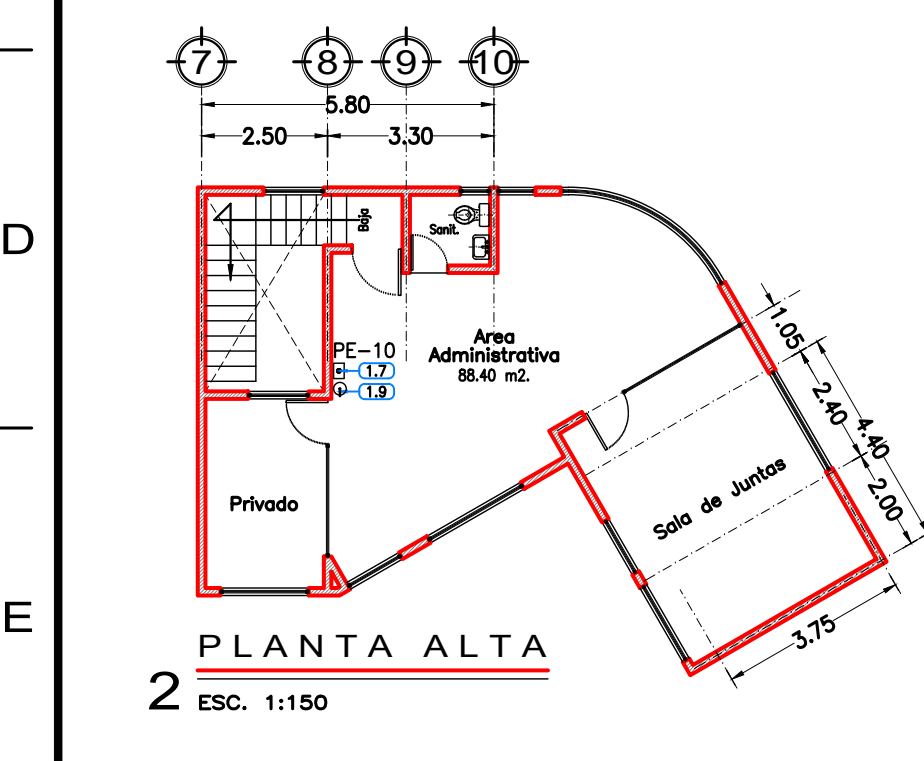 7 8 9 10
5.80
2.50 3.30
D
Baja
Sanit.
1.05
Area
Administrativa
88.40 m2.
PE-10
1.7
1.9
2.40
4.40
2.00
Privado
Sala de Juntas
E
3.75
PLANTA ALTA
2 ESC. 1:150